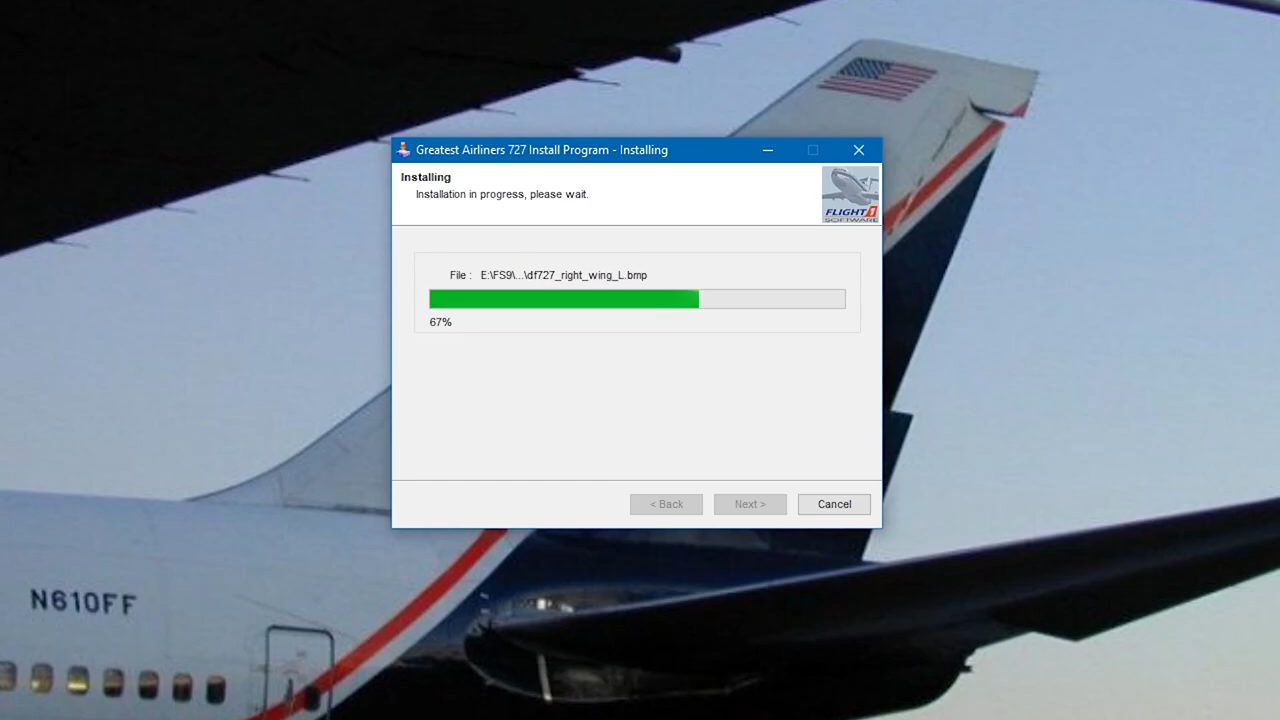 Greatest Airliners 727 Install Program - Installing
Installing
Installation in progress, please wait.
FLIGHT1
SOFTWARE
File : E:\FS9\...\df727_right_wing_L.bmp
67%
< Back Next > Cancel
N610FF